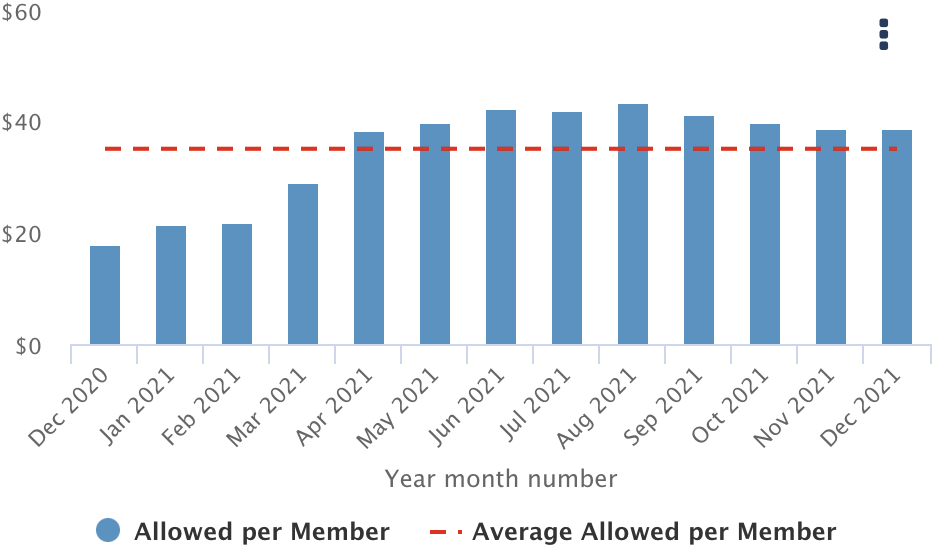 $60
$40
$20
$0
Dec 2020
Jan 2021
Feb 2021
Mar 2021
Apr 2021
May 2021
Jun 2021
Jul 2021
Aug 2021
Sep 2021
Oct 2021
Nov 2021
Dec 2021
Year month number
Allowed per Member
Average Allowed per Member